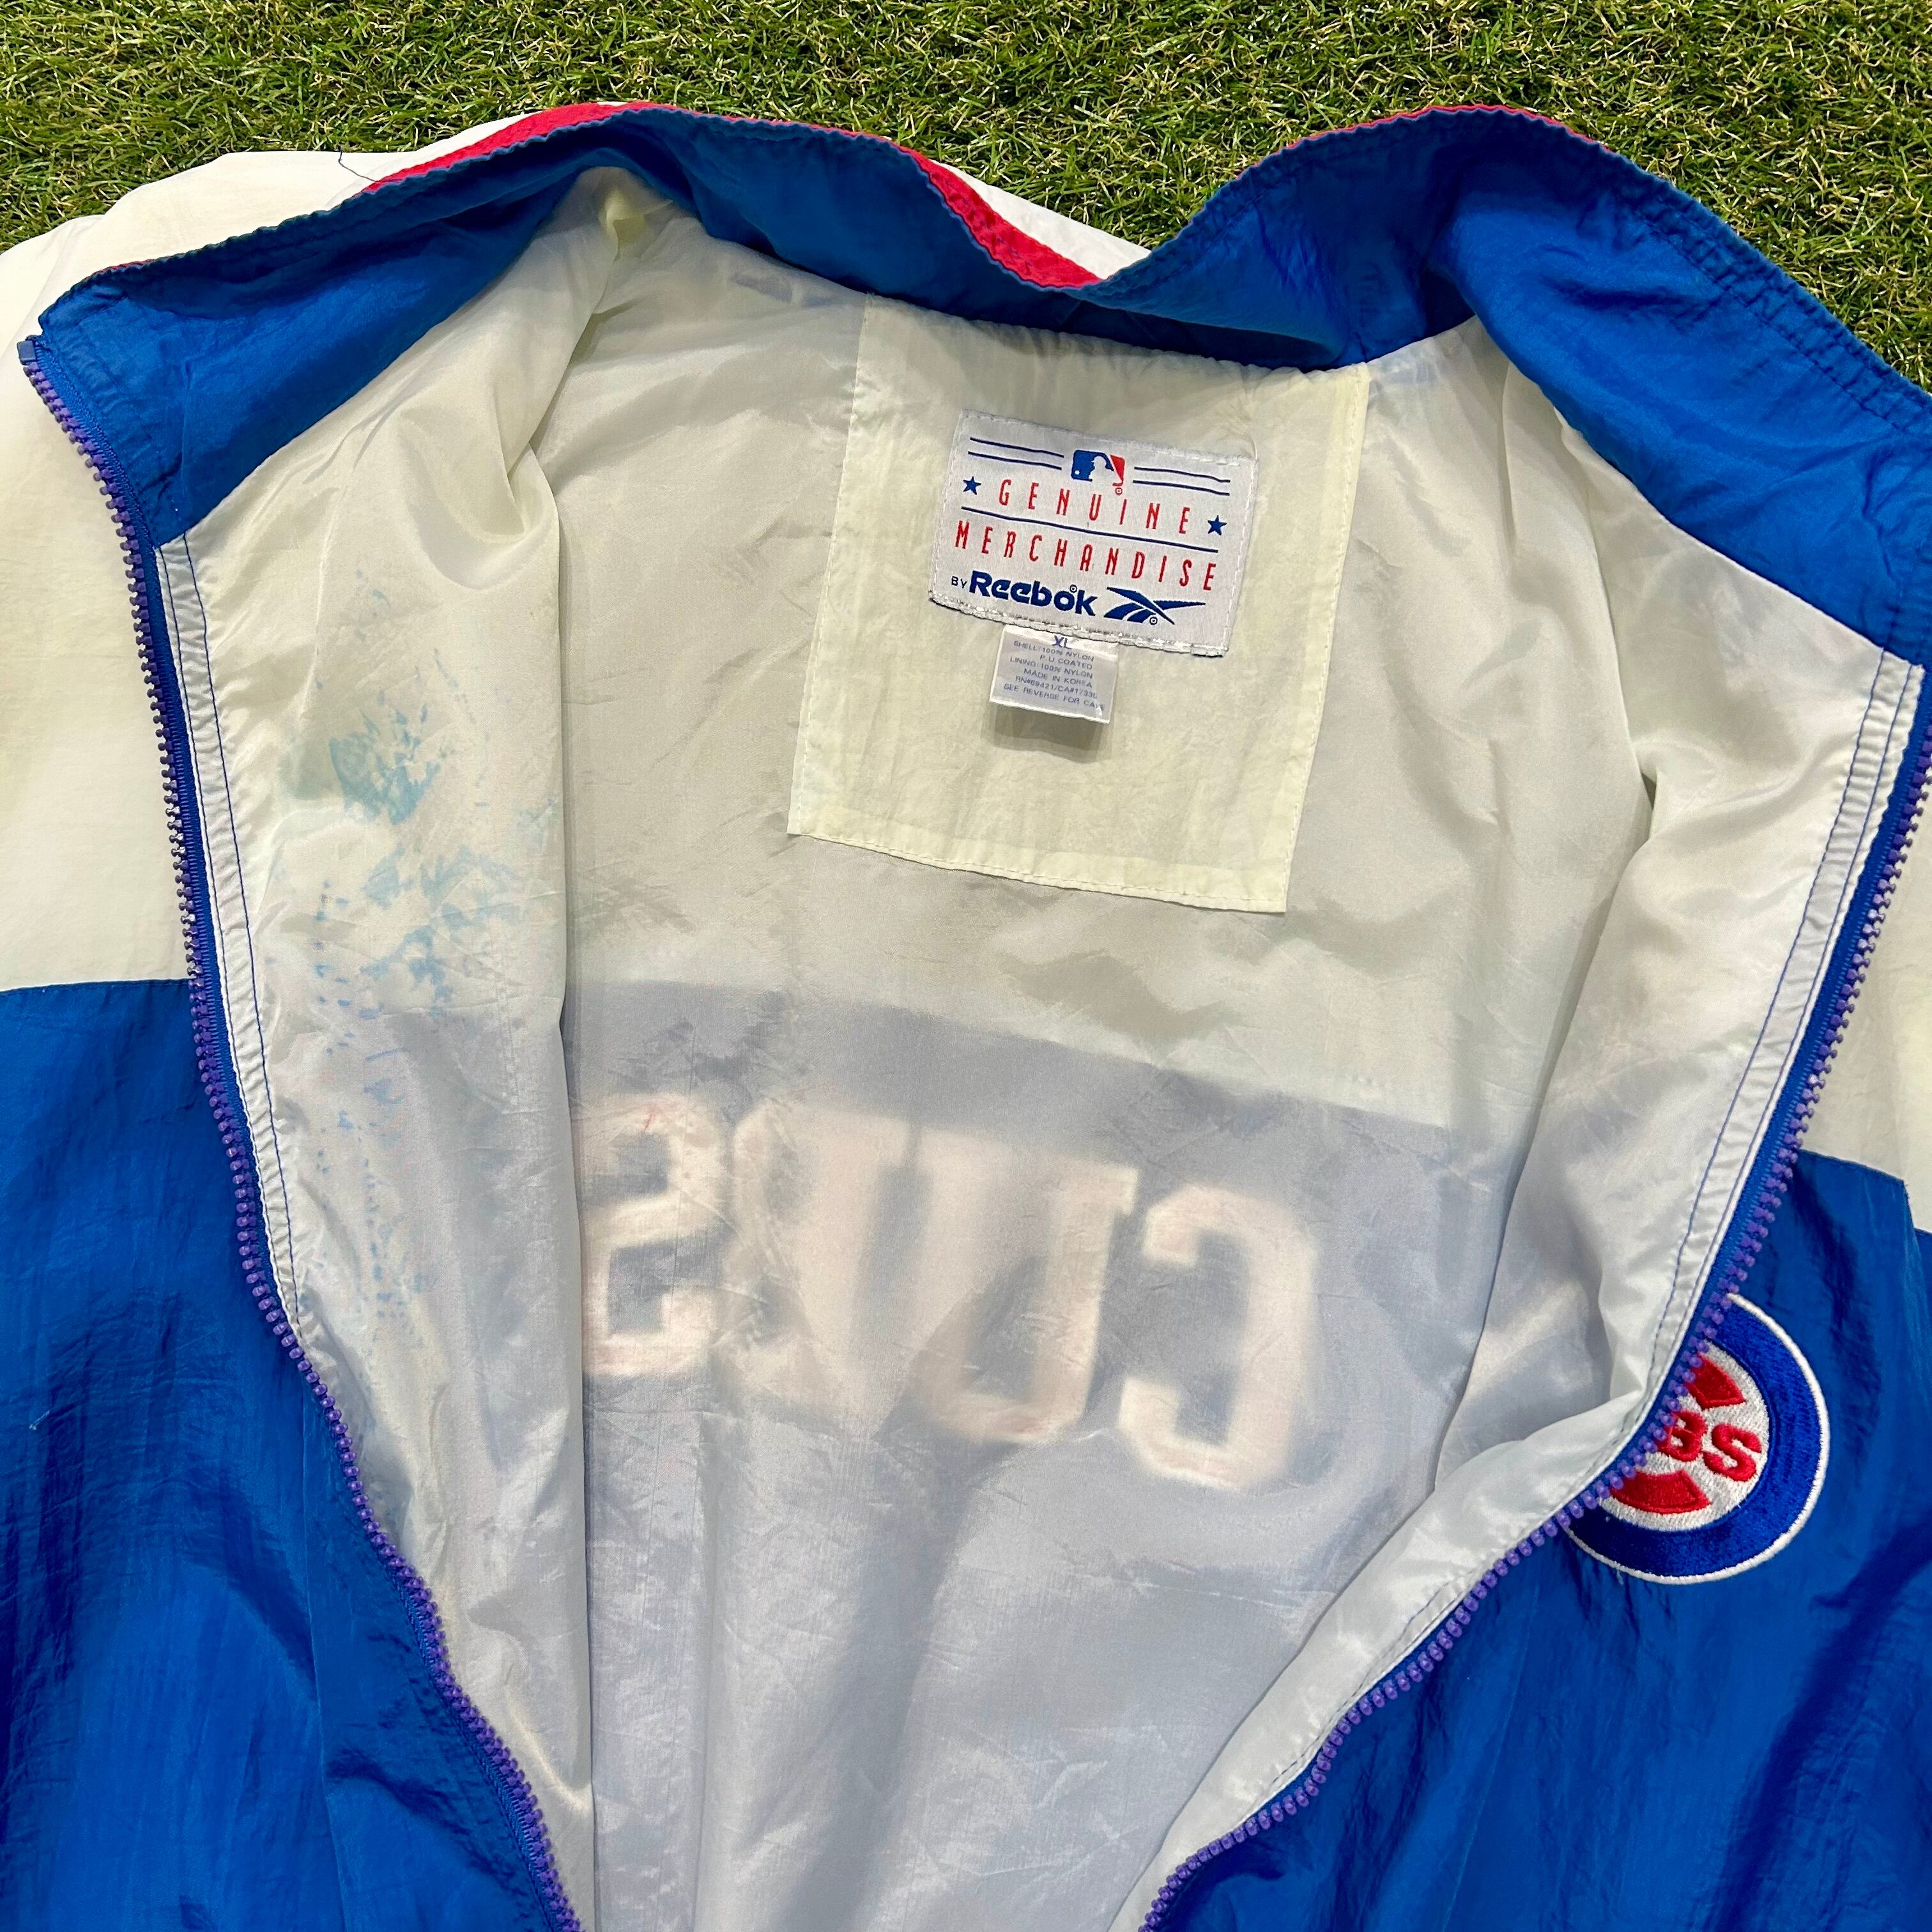 GENUINE
MERCHANDISE
BY Reebok
XL
SHELL:100% NYLON
P.U.COATED
LINING:100% NYLON
MADE IN KOREA
SEE REVERSE FOR CARE
CUBS
BS